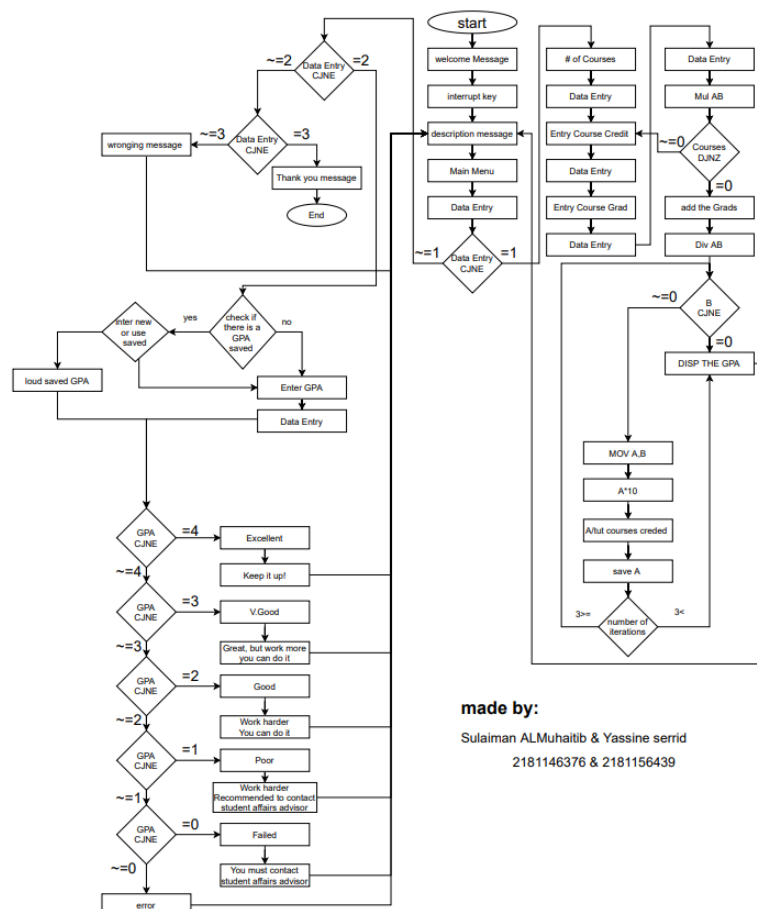 start
welcome Message
interrupt key
description message
Main Menu
Data Entry
Data Entry
CJNE
~=1
=1
# of Courses
Data Entry
Entry Course Credit
Data Entry
Entry Course Grad
Data Entry
Data Entry
Mul AB
Courses
DJNZ
~=0
=0
add the Grads
Div AB
B
CJNE
~=0
=0
DISP THE GPA
MOV A,B
A*10
A/tut courses creded
save A
number of
iterations
3>=
3<
~=2
Data Entry
CJNE
=2
~=3
Data Entry
CJNE
=3
wronging message
Thank you message
End
check if
there is a
GPA
saved
yes
no
inter new
or use
saved
loud saved GPA
Enter GPA
Data Entry
GPA
CJNE
=4
Excellent
Keep it up!
~=4
GPA
CJNE
=3
V.Good
Great, but work more
you can do it
~=3
GPA
CJNE
=2
Good
Work harder
You can do it
~=2
GPA
CJNE
=1
Poor
Work harder
Recommended to contact
student affairs advisor
~=1
GPA
CJNE
=0
Failed
You must contact
student affairs advisor
~=0
error
made by:
Sulaiman ALMuhaitib & Yassine serrid
2181146376 & 2181156439